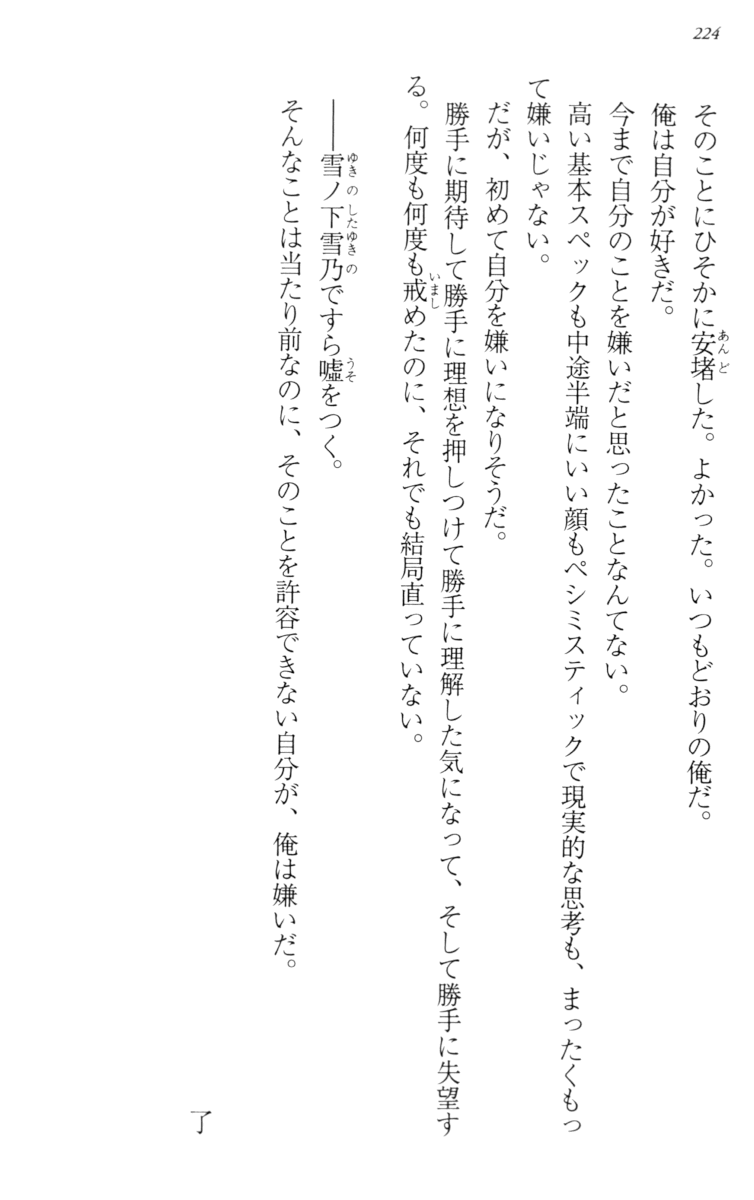 224
そのことにひそかに安堵した。よかった。いつもどおりの俺だ。
俺は自分が好きだ。
今まで自分のことを嫌いだと思ったことなんてない。
高い基本スペックも中途半端にいい顔もペシミスティックで現実的な思考も、まったくもっ
て嫌いじゃない。
だが、初めて自分を嫌いになりそうだ。
勝手に期待して勝手に理想を押しつけて勝手に理解した気になって、そして勝手に失望す
る。何度も何度も戒めたのに、それでも結局直っていない。
――雪ノ下雪乃ですら嘘をつく。
そんなことは当たり前なのに、そのことを許容できない自分が、俺は嫌いだ。
了